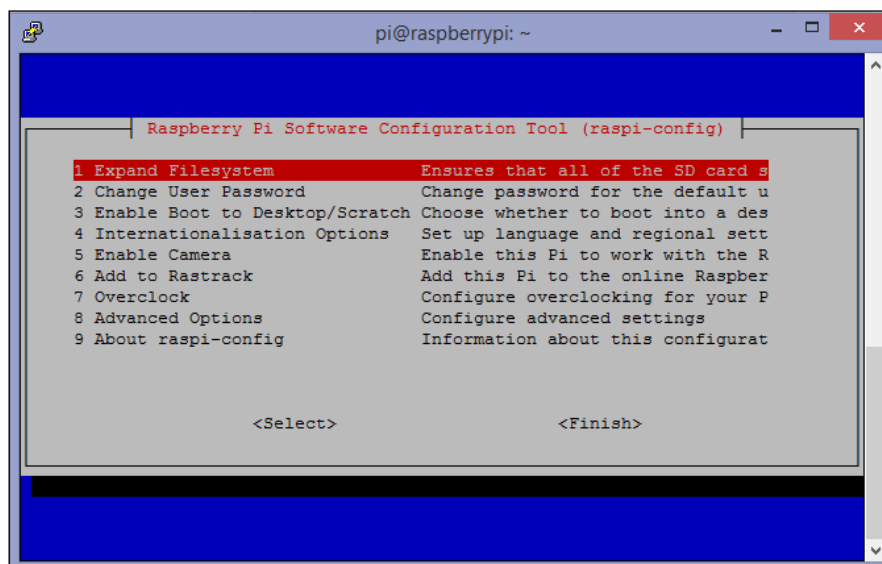 pi@raspberrypi: ~
Raspberry Pi Software Configuration Tool (raspi-config)
1 Expand Filesystem Ensures that all of the SD card s
2 Change User Password Change password for the default u
3 Enable Boot to Desktop/Scratch Choose whether to boot into a des
4 Internationalisation Options Set up language and regional sett
5 Enable Camera Enable this Pi to work with the R
6 Add to Rastrack Add this Pi to the online Raspber
7 Overclock Configure overclocking for your P
8 Advanced Options Configure advanced settings
9 About raspi-config Information about this configurat
<Select> <Finish>